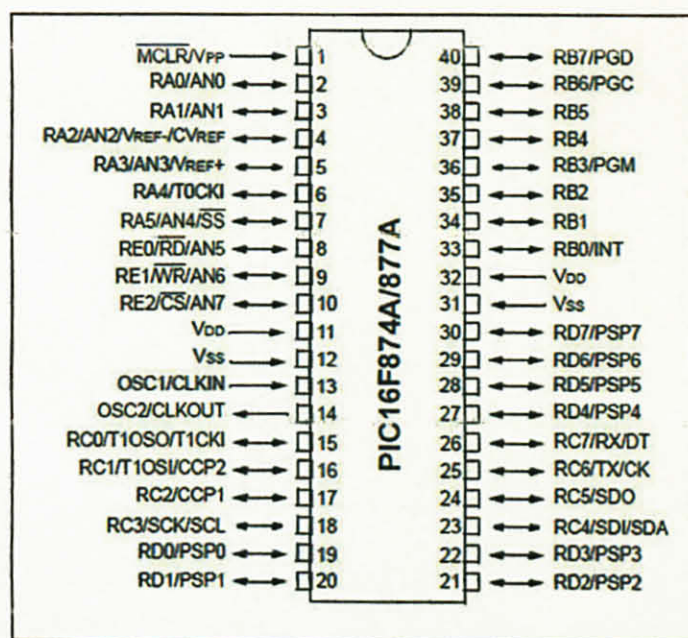 MCLR/VPP 1 40 RB7/PGD
RA0/AN0 2 39 RB6/PGC
RA1/AN1 3 38 RB5
RA2/AN2/VREF-/CVREF 4 37 RB4
RA3/AN3/VREF+ 5 36 RB3/PGM
RA4/T0CKI 6 35 RB2
RA5/AN4/SS 7 34 RB1
RE0/RD/AN5 8 33 RB0/INT
RE1/WR/AN6 9 32 VDD
RE2/CS/AN7 10 31 VSS
VDD 11 30 RD7/PSP7
VSS 12 29 RD6/PSP6
OSC1/CLKIN 13 28 RD5/PSP5
OSC2/CLKOUT 14 27 RD4/PSP4
RC0/T1OSO/T1CKI 15 26 RC7/RX/DT
RC1/T1OSI/CCP2 16 25 RC6/TX/CK
RC2/CCP1 17 24 RC5/SDO
RC3/SCK/SCL 18 23 RC4/SDI/SDA
RD0/PSP0 19 22 RD3/PSP3
RD1/PSP1 20 21 RD2/PSP2
PIC16F874A/877A